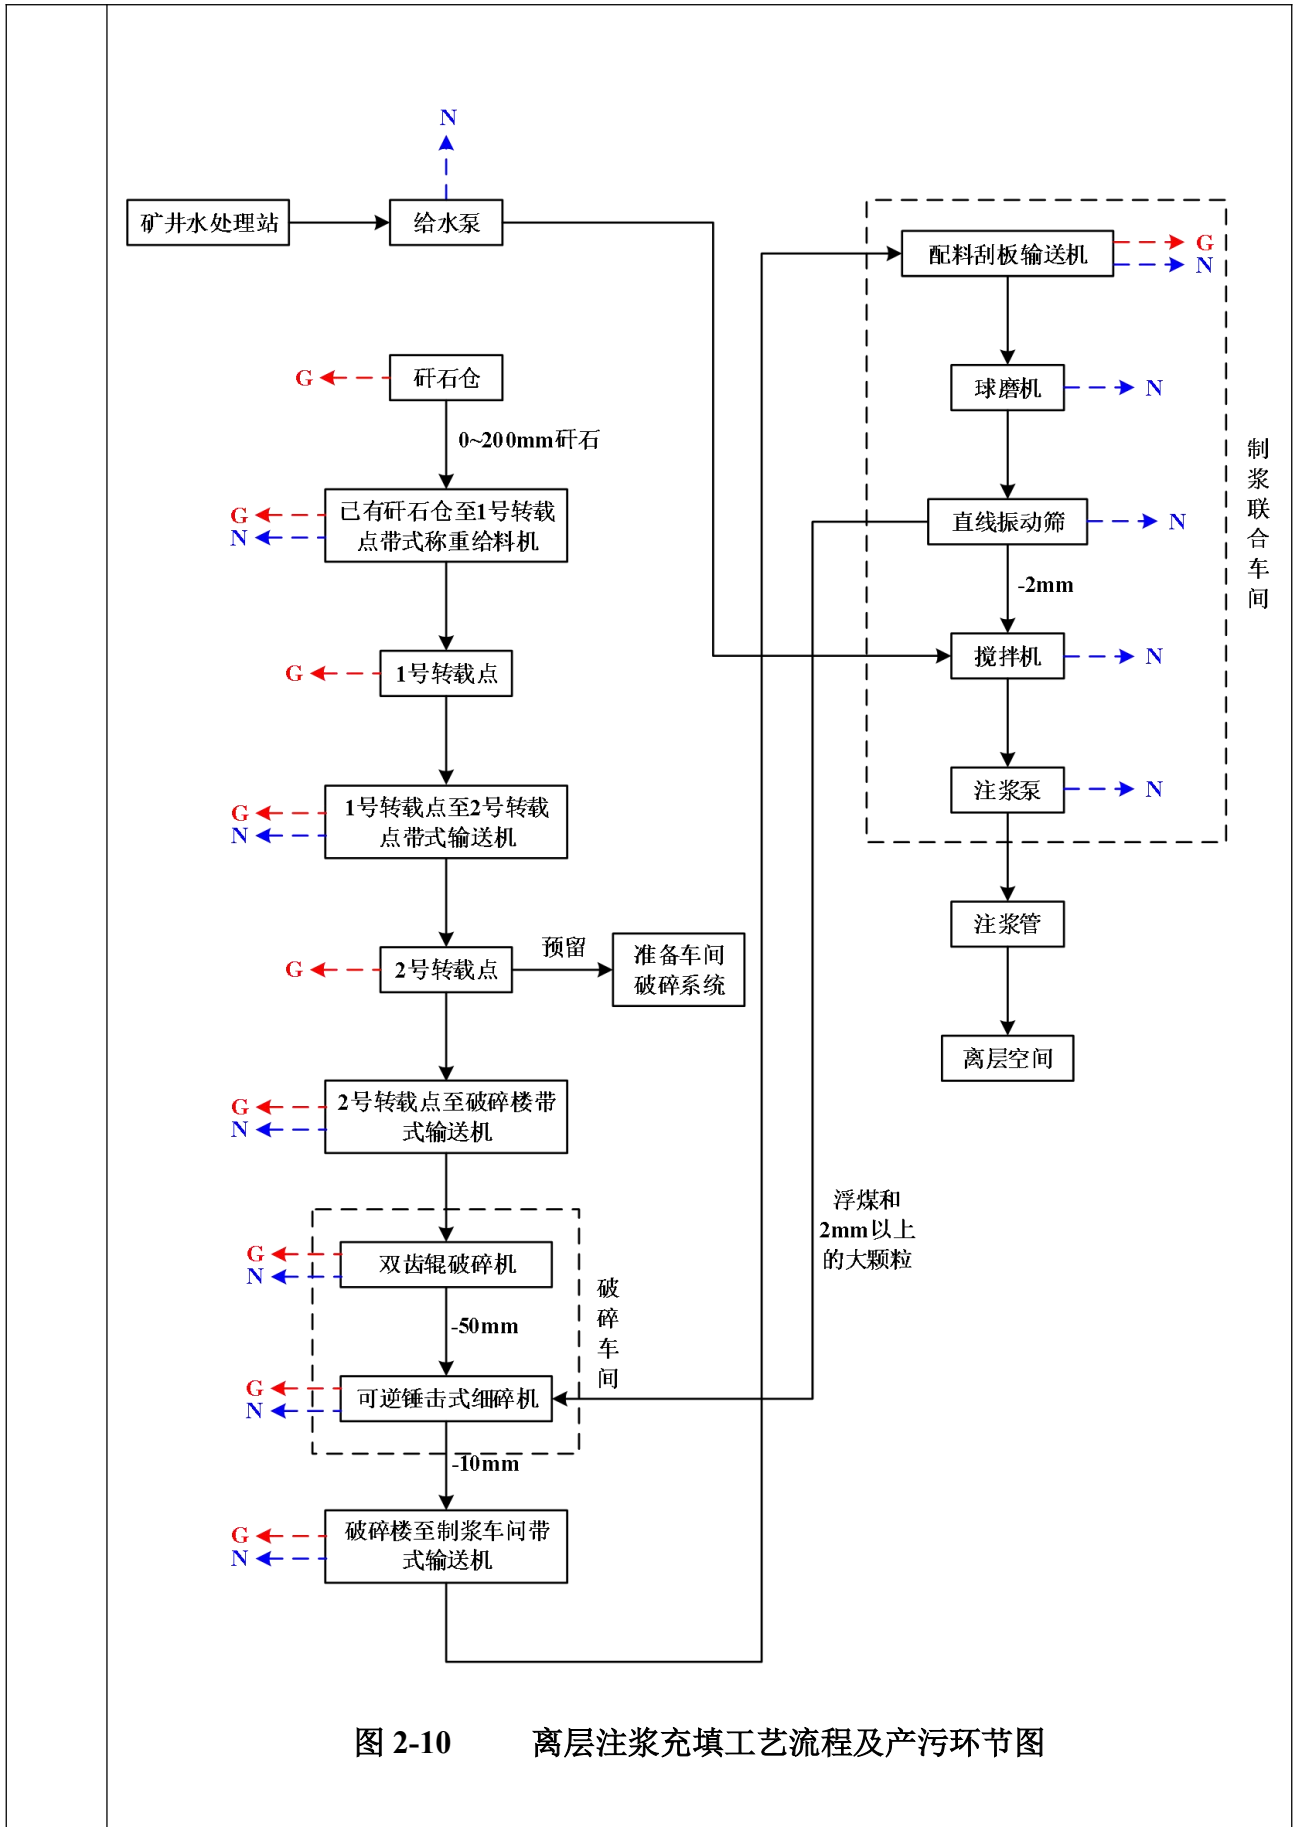 N
矿井水处理站
给水泵
G
矸石仓
0~200mm矸石
G
N
已有矸石仓至1号转载
点带式称重给料机
G
1号转载点
G
N
1号转载点至2号转载
点带式输送机
G
2号转载点
预留
准备车间
破碎系统
G
N
2号转载点至破碎楼带
式输送机
G
N
双齿辊破碎机
-50mm
G
N
可逆锤击式细碎机
破
碎
车
间
-10mm
G
N
破碎楼至制浆车问带
式输送机
配料刮板输送机
G
N
球磨机
N
直线振动筛
N
-2mm
搅拌机
N
注浆泵
N
制
浆
联
合
车
间
注浆管
离层空间
浮煤和
2mm以上
的大颗粒
图 2-10 离层注浆充填工艺流程及产污环节图